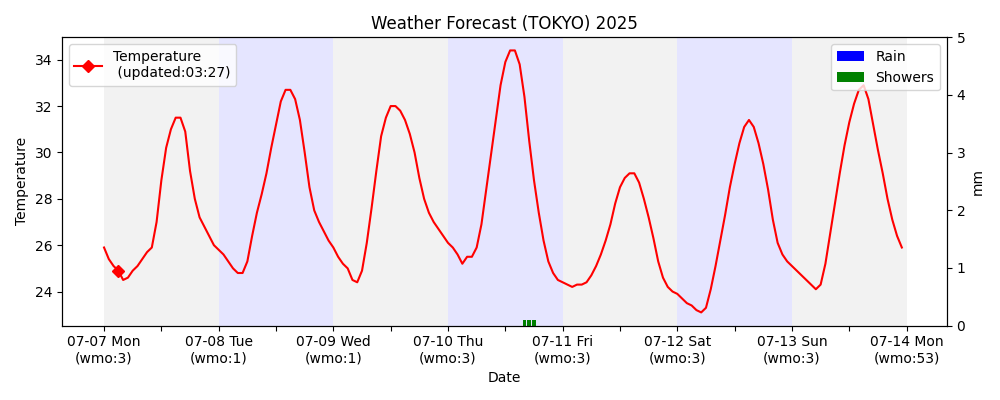 Weather Forecast (TOKYO) 2025
Temperature
(updated:03:27)
Rain
Showers
Temperature
34
32
30
28
26
24
5
4
3
2
1
0
mm
07-07 Mon
(wmo:3)
07-08 Tue
(wmo:1)
07-09 Wed
(wmo:1)
07-10 Thu
(wmo:3)
07-11 Fri
(wmo:3)
07-12 Sat
(wmo:3)
07-13 Sun
(wmo:3)
07-14 Mon
(wmo:53)
Date